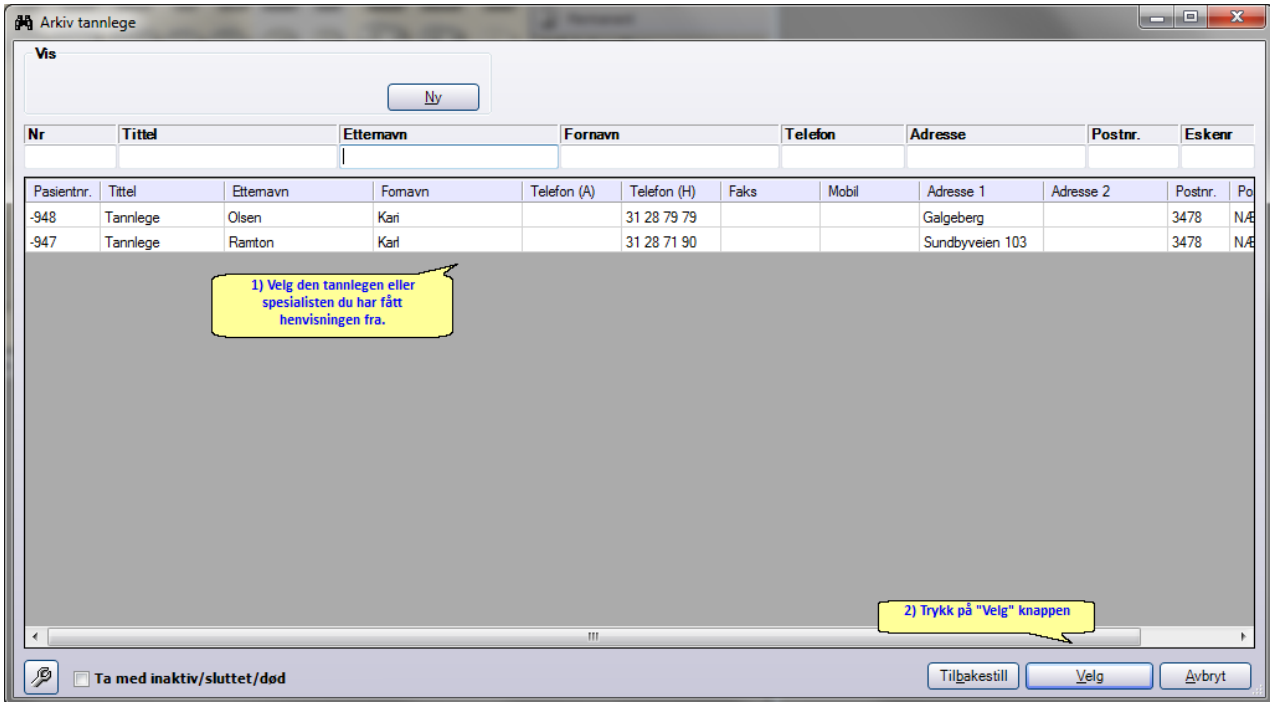 Arkiv tannlege
Vis
Ny
Nr Tittel Etternavn Fornavn Telefon Adresse Postnr. Eskenr
Pasientnr. Tittel Etternavn Fornavn Telefon (A) Telefon (H) Faks Mobil Adresse 1 Adresse 2 Postnr. Po
-948 Tannlege Olsen Kari 31 28 79 79 Galgeberg 3478 NÆ
-947 Tannlege Ramton Karl 31 28 71 90 Sundbyveien 103 3478 NÆ
1) Velg den tannlegen eller
spesialisten du har fått
henvisningen fra.
2) Trykk på "Velg" knappen
Ta med inaktiv/sluttet/død
Tilbakestill Velg Avbryt